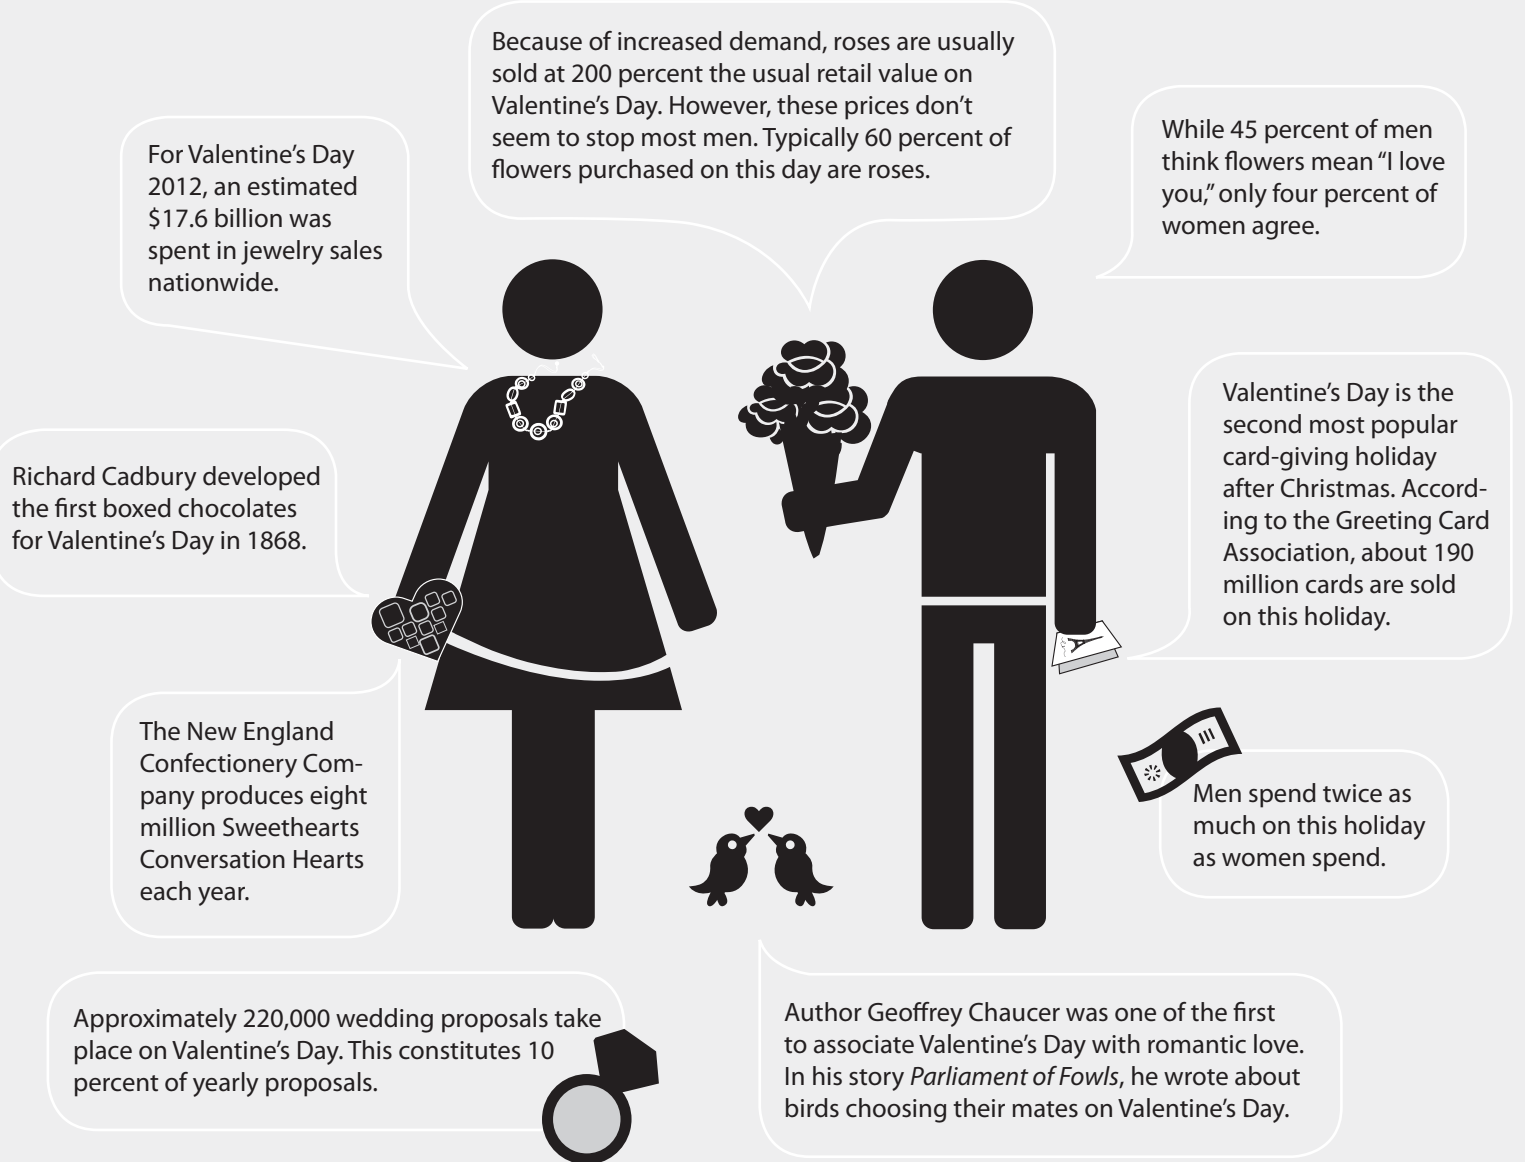 Because of increased demand, roses are usually
sold at 200 percent the usual retail value on
Valentine’s Day. However, these prices don’t
seem to stop most men. Typically 60 percent of
flowers purchased on this day are roses.
For Valentine’s Day
2012, an estimated
$17.6 billion was
spent in jewelry sales
nationwide.
While 45 percent of men
think flowers mean “I love
you,” only four percent of
women agree.
Richard Cadbury developed
the first boxed chocolates
for Valentine’s Day in 1868.
Valentine’s Day is the
second most popular
card-giving holiday
after Christmas. Accord-
ing to the Greeting Card
Association, about 190
million cards are sold
on this holiday.
The New England
Confectionery Com-
pany produces eight
million Sweethearts
Conversation Hearts
each year.
Men spend twice as
much on this holiday
as women spend.
Approximately 220,000 wedding proposals take
place on Valentine’s Day. This constitutes 10
percent of yearly proposals.
Author Geoffrey Chaucer was one of the first
to associate Valentine’s Day with romantic love.
In his story Parliament of Fowls, he wrote about
birds choosing their mates on Valentine’s Day.